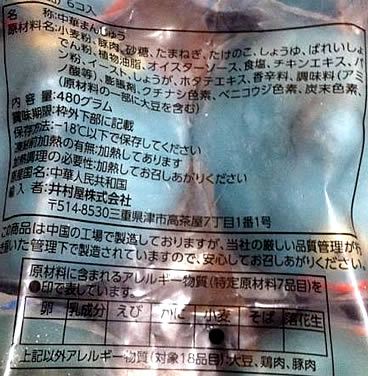 6コ入
名 称:中華まんじゅう
原材料名:小麦粉、豚肉、砂糖、たまねぎ、たけのこ、しょうゆ、ばれいしょ
でん粉、植物油脂、オイスターソース、食塩、チキンエキス、パ
ン粉、イースト、しょうが、ホタテエキス、香辛料、調味料(アミノ
酸等)、膨脹剤、クチナシ色素、ベニコウジ色素、炭末色素、
(原材料の一部に大豆を含む)
内 容 量:480グラム
賞味期限:枠外下部に記載
保存方法:−18℃以下で保存してください
凍結前加熱の有無:加熱してあります
加熱調理の必要性:加熱してお召しあがりください
原産国名:中華人民共和国
輸 入 者:井村屋株式会社
〒514-8530三重県津市高茶屋7丁目1番1号
この商品は中国の工場で製造しておりますが、当社の厳しい品質管理が行
き届いた管理下で製造されていますので、安心してお召しあがりください。
原材料に含まれるアレルギー物質(特定原材料7品目)を
●印で表しています。
卵 乳成分 えび かに 小麦 そば 落花生
●
上記以外アレルギー物質(対象18品目):大豆、鶏肉、豚肉